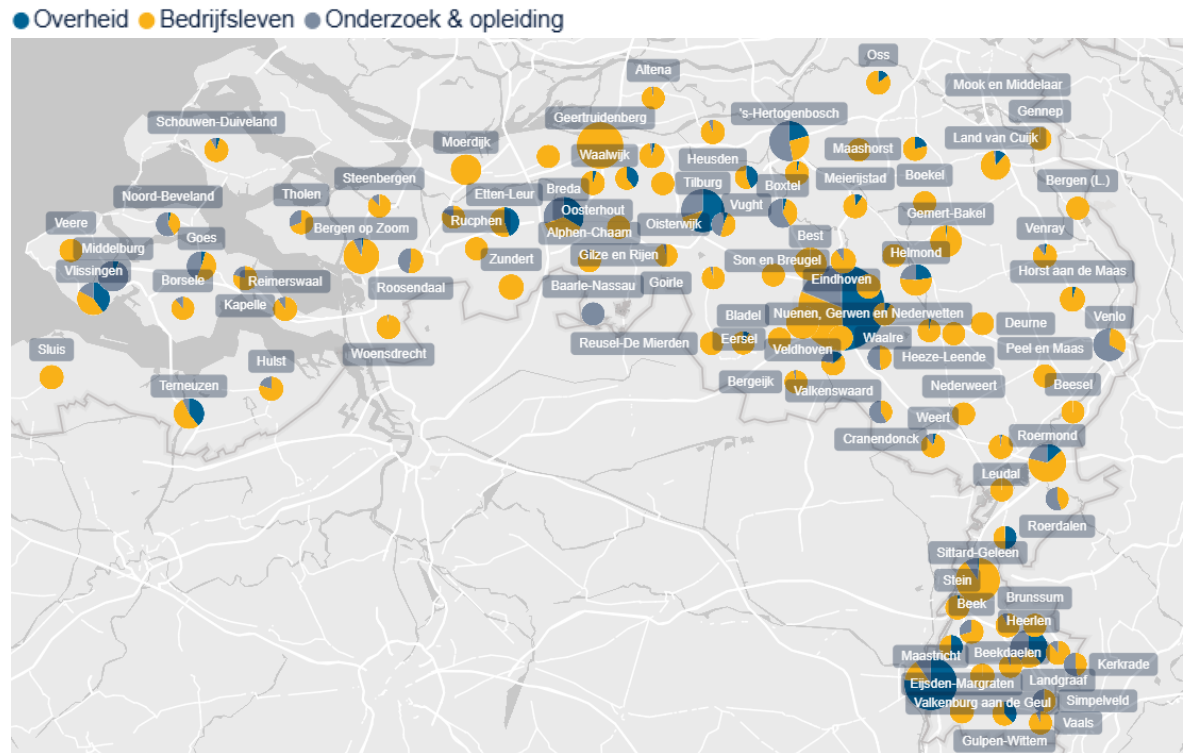 Overheid Bedrijfsleven Onderzoek & opleiding
Oss
Altena
Mook en Middelaar
Geertruidenberg
's-Hertogenbosch
Gennep
Schouwen-Duiveland
Moerdijk
Land van Cuijk
Waalwijk
Heusden
Maashorst
Steenbergen
Boekel
Noord-Beveland
Tholen
Etten-Leur
Breda
Tilburg
Boxtel
Meierijstad
Bergen (L.)
Veere
Rucphen
Oosterhout
Vught
Gemert-Bakel
Goes
Bergen op Zoom
Alphen-Chaam
Oisterwijk
Venray
Middelburg
Best
Zundert
Gilze en Rijen
Son en Breugel
Helmond
Vlissingen
Borsele
Reimerswaal
Roosendaal
Baarle-Nassau
Goirle
Eindhoven
Horst aan de Maas
Kapelle
Bladel
Nuenen, Gerwen en Nederwetten
Deurne
Venlo
Sluis
Woensdrecht
Reusel-De Mierden
Eersel
Waalre
Hulst
Veldhoven
Heeze-Leende
Peel en Maas
Terneuzen
Bergeijk
Valkenswaard
Nederweert
Beesel
Weert
Cranendonck
Roermond
Leudal
Roerdalen
Sittard-Geleen
Stein
Brunssum
Beek
Heerlen
Maastricht
Beekdaelen
Kerkrade
Eijsden-Margraten
Landgraaf
Valkenburg aan de Geul
Simpelveld
Vaals
Gulpen-Wittem